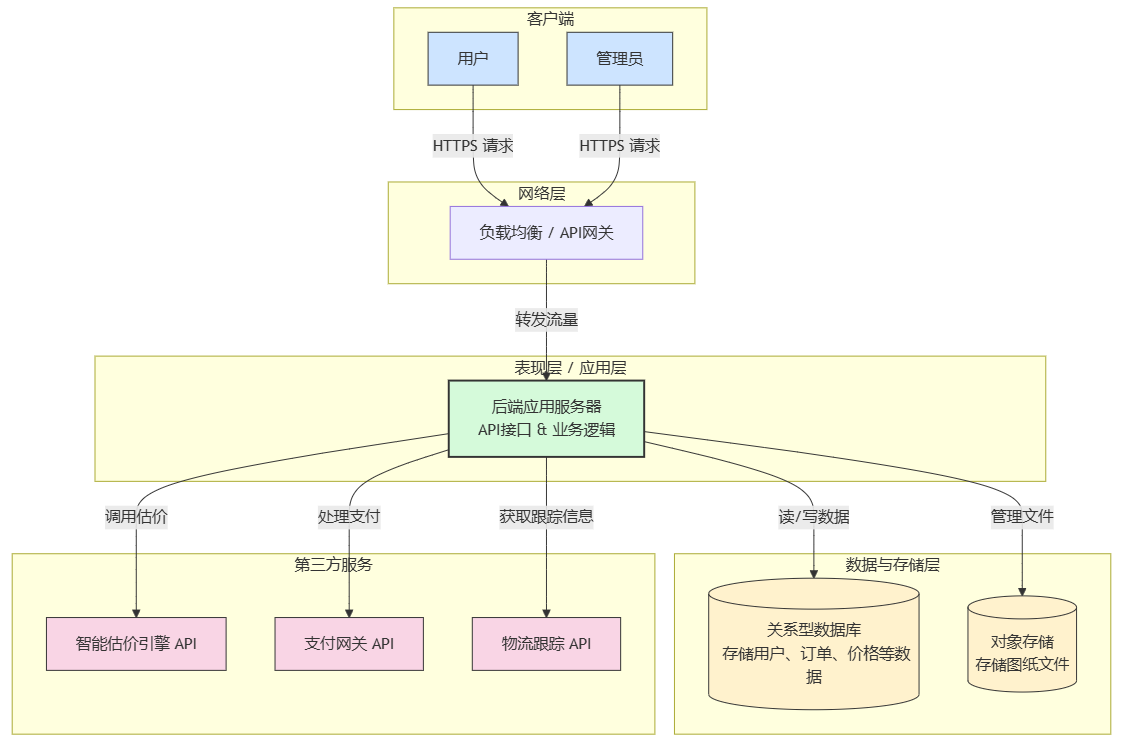 客户端
用户
管理员
HTTPS 请求
HTTPS 请求
网络层
负载均衡 / API网关
转发流量
表现层 / 应用层
后端应用服务器
API接口 & 业务逻辑
调用估价
处理支付
获取跟踪信息
读/写数据
管理文件
第三方服务
数据与存储层
智能估价引擎 API
支付网关 API
物流跟踪 API
关系型数据库
存储用户、订单、价格等数
据
对象存储
存储图纸文件